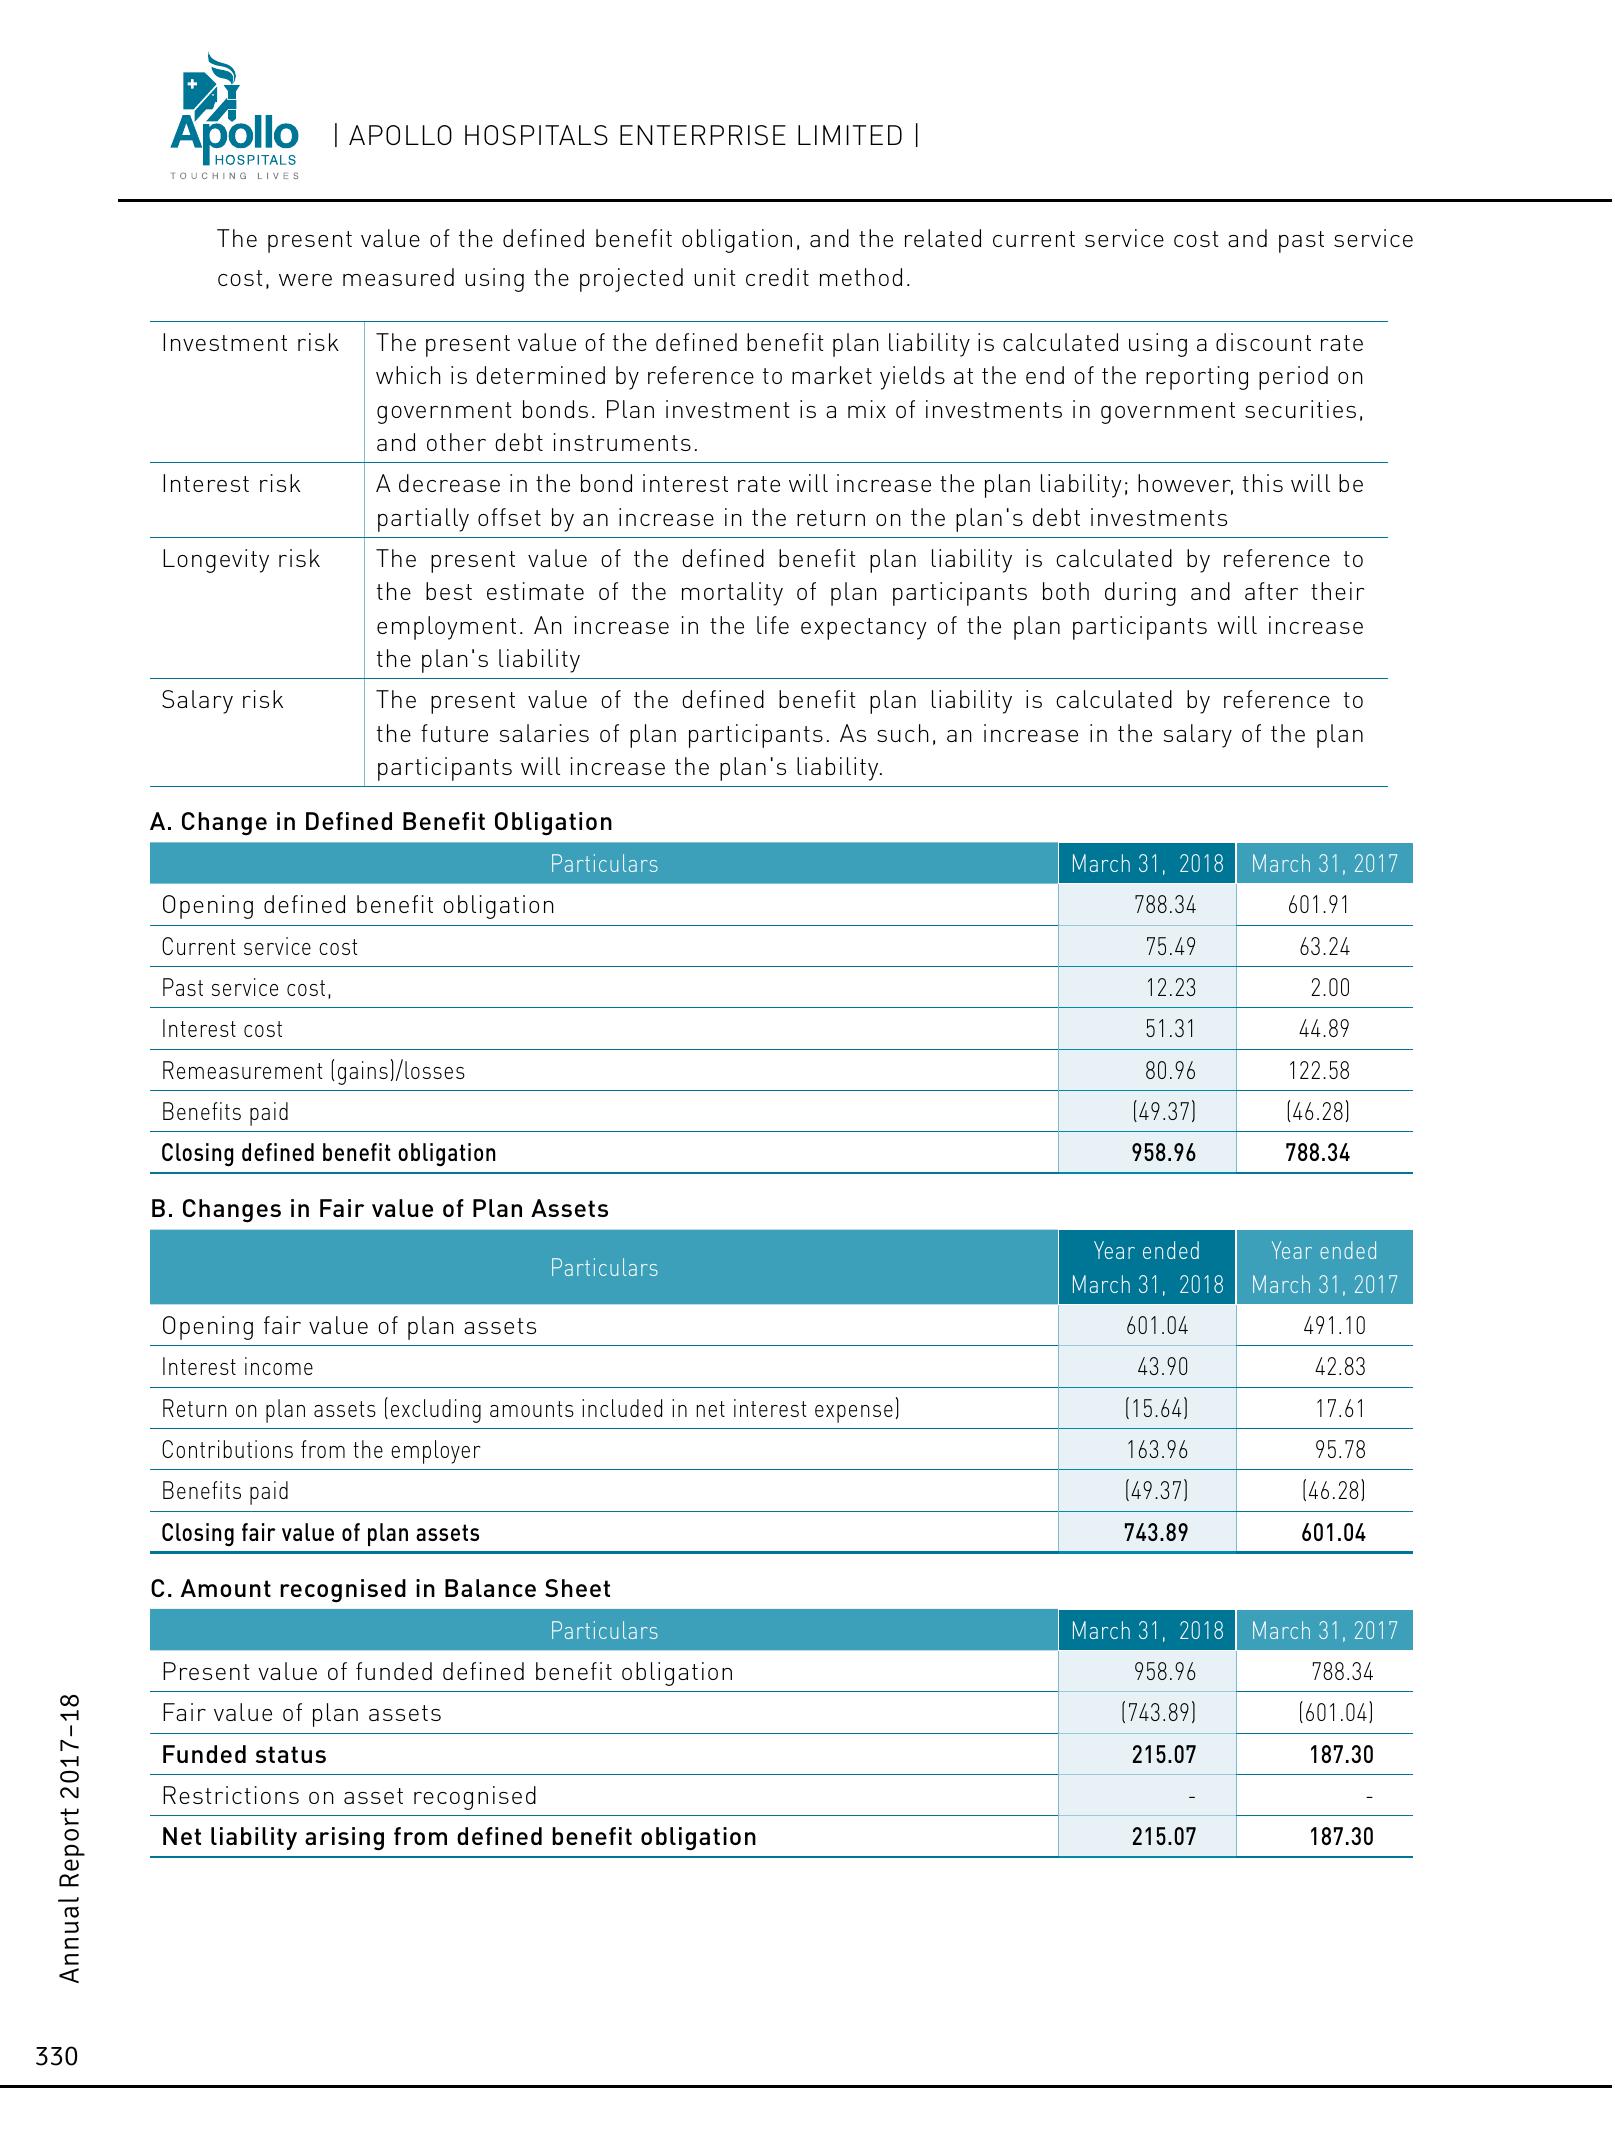 Apollo
HOSPITALS
TOUCHING LIVES
| APOLLO HOSPITALS ENTERPRISE LIMITED |
The present value of the defined benefit obligation, and the related current service cost and past service
cost, were measured using the projected unit credit method.
Investment risk The present value of the defined benefit plan liability is calculated using a discount rate
which is determined by reference to market yields at the end of the reporting period on
government bonds. Plan investment is a mix of investments in government securities,
and other debt instruments.
Interest risk A decrease in the bond interest rate will increase the plan liability; however, this will be
partially offset by an increase in the return on the plan's debt investments
Longevity risk The present value of the defined benefit plan liability is calculated by reference to
the best estimate of the mortality of plan participants both during and after their
employment. An increase in the life expectancy of the plan participants will increase
the plan's liability
Salary risk The present value of the defined benefit plan liability is calculated by reference to
the future salaries of plan participants. As such, an increase in the salary of the plan
participants will increase the plan's liability.
A. Change in Defined Benefit Obligation
Particulars March 31, 2018 March 31, 2017
Opening defined benefit obligation 788.34 601.91
Current service cost 75.49 63.24
Past service cost, 12.23 2.00
Interest cost 51.31 44.89
Remeasurement (gains)/losses 80.96 122.58
Benefits paid (49.37) (46.28)
Closing defined benefit obligation 958.96 788.34
B. Changes in Fair value of Plan Assets
Particulars Year ended March 31, 2018 Year ended March 31, 2017
Opening fair value of plan assets 601.04 491.10
Interest income 43.90 42.83
Return on plan assets (excluding amounts included in net interest expense) (15.64) 17.61
Contributions from the employer 163.96 95.78
Benefits paid (49.37) (46.28)
Closing fair value of plan assets 743.89 601.04
C. Amount recognised in Balance Sheet
Particulars March 31, 2018 March 31, 2017
Present value of funded defined benefit obligation 958.96 788.34
Fair value of plan assets (743.89) (601.04)
Funded status 215.07 187.30
Restrictions on asset recognised - -
Net liability arising from defined benefit obligation 215.07 187.30
Annual Report 2017-18
330